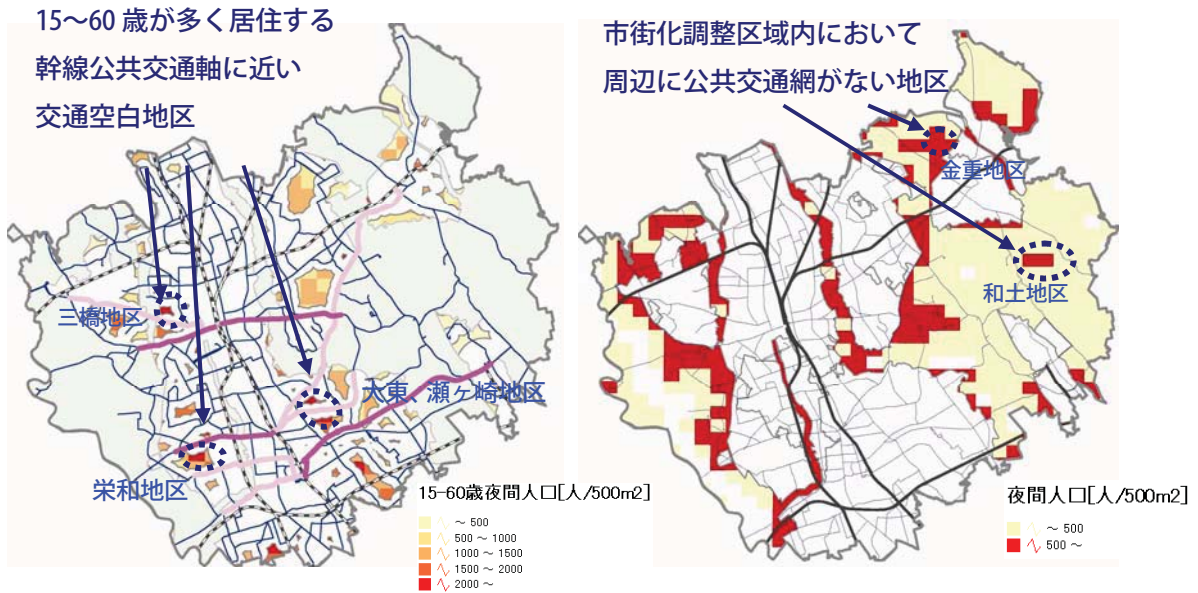 15〜60 歳が多く居住する
幹線公共交通軸に近い
交通空白地区
三橋地区
大東、瀬ヶ崎地区
栄和地区
15-60歳夜間人口[人/500m2]
〜 500
500 〜 1000
1000 〜 1500
1500 〜 2000
2000 〜
市街化調整区域内において
周辺に公共交通網がない地区
金重地区
和土地区
夜間人口[人/500m2]
〜 500
500 〜